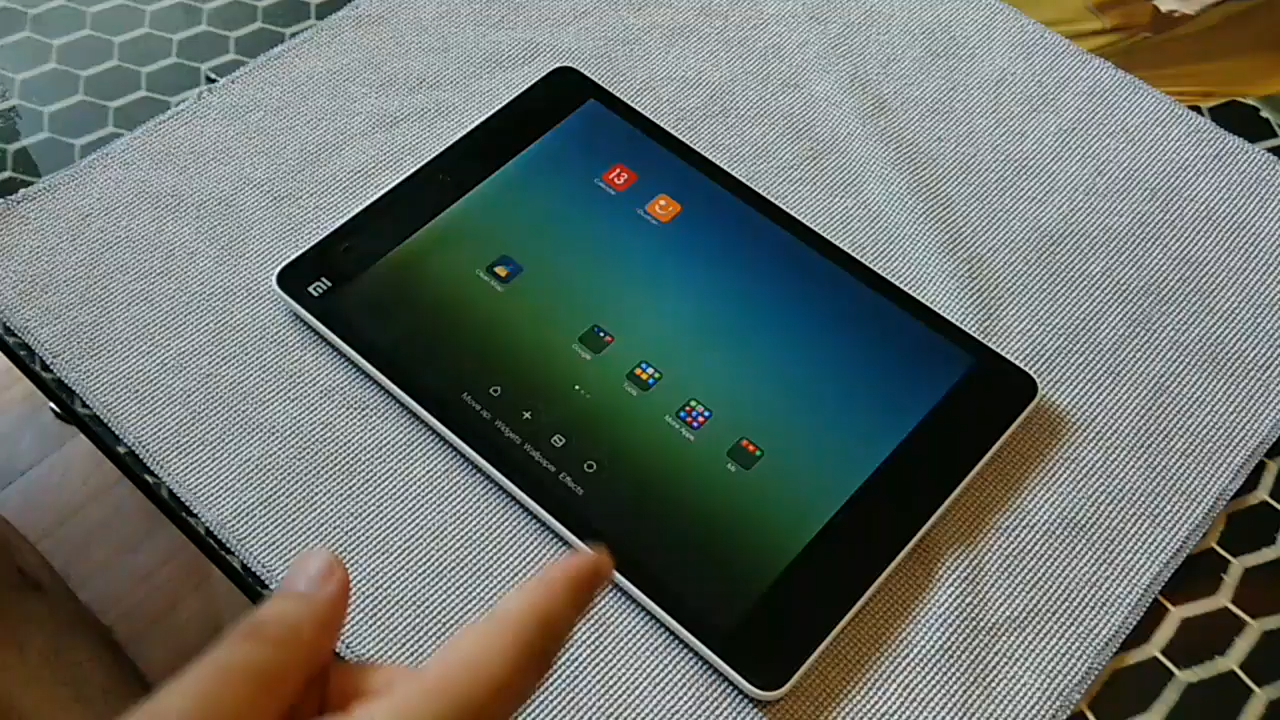 13
Calendar
mi
Google
Tools
More Apps
Mi
Move ap..
Widgets
Wallpaper
Effects